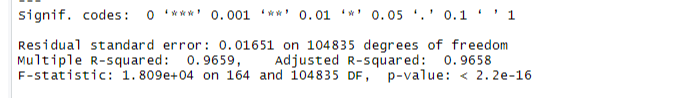 ---
Signif. codes:  0 ‘***’ 0.001 ‘**’ 0.01 ‘*’ 0.05 ‘.’ 0.1 ‘ ’ 1
Residual standard error: 0.01651 on 104835 degrees of freedom
Multiple R-squared:  0.9659,    Adjusted R-squared:  0.9658
F-statistic: 1.809e+04 on 164 and 104835 DF,  p-value: < 2.2e-16